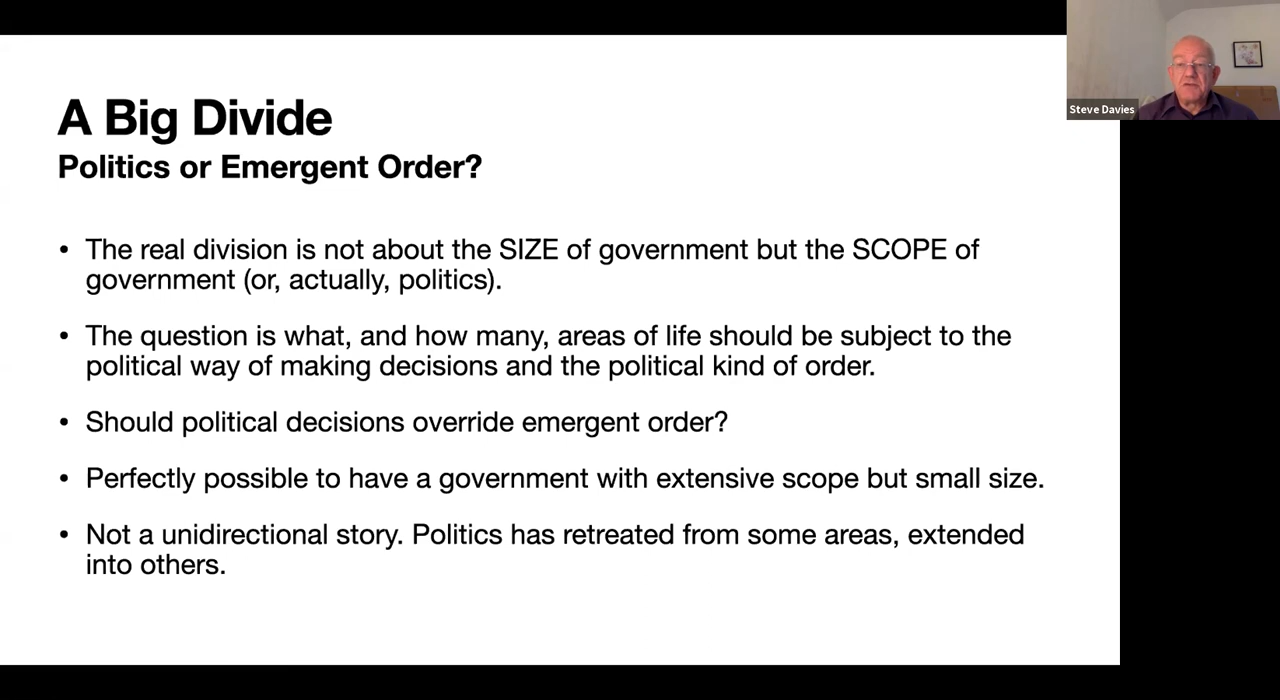 A Big Divide
Politics or Emergent Order?
• The real division is not about the SIZE of government but the SCOPE of
government (or, actually, politics).
• The question is what, and how many, areas of life should be subject to the
political way of making decisions and the political kind of order.
• Should political decisions override emergent order?
• Perfectly possible to have a government with extensive scope but small size.
• Not a unidirectional story. Politics has retreated from some areas, extended
into others.
Steve Davies